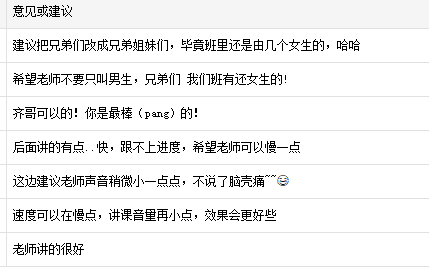 意见或建议
建议把兄弟们改成兄弟姐妹们，毕竟班里还是由几个女生的，哈哈
希望老师不要只叫男生，兄弟们 我们班有还女生的!
齐哥可以的！你是最棒（pang）的！
后面讲的有点..快，跟不上进度，希望老师可以慢一点
这边建议老师声音稍微小一点点，不说了脑壳痛~~😂
速度可以在慢点，讲课音量再小点，效果会更好些
老师讲的很好